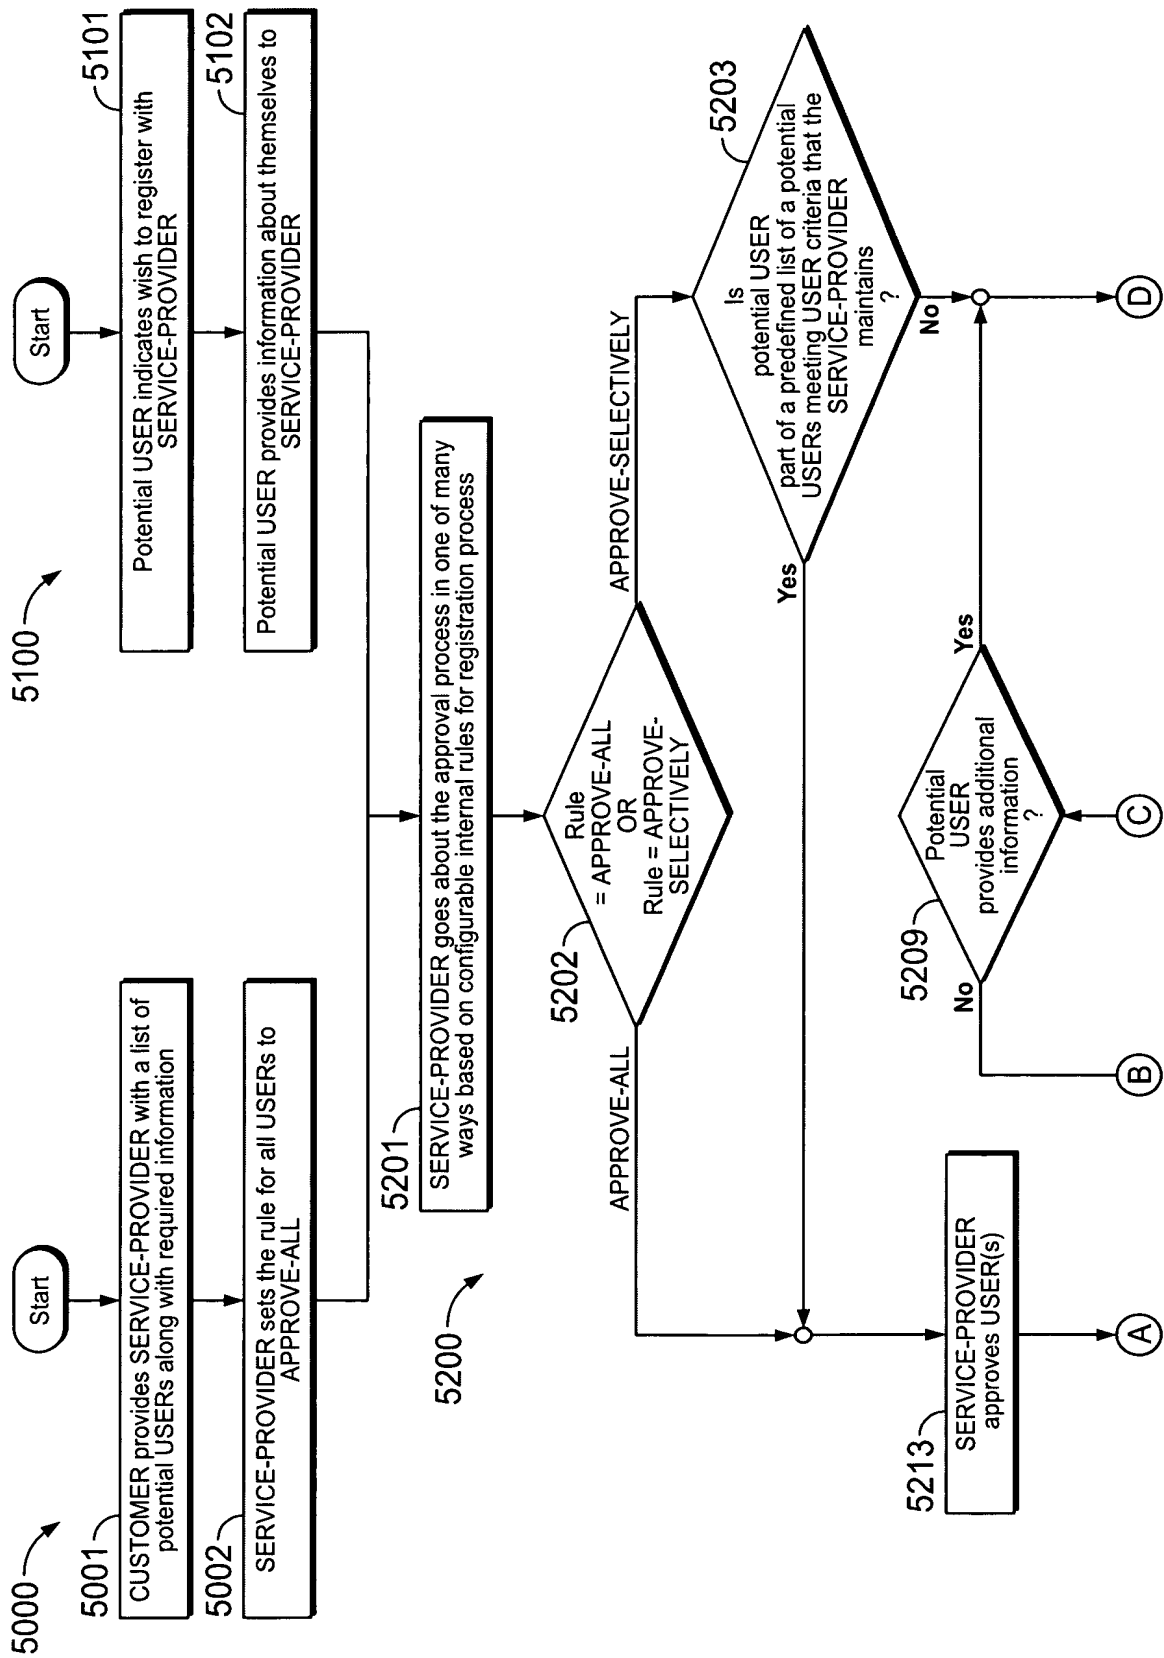 5000
Start
5001
CUSTOMER provides SERVICE-PROVIDER with a list of
potential USERs along with required information
5002
SERVICE-PROVIDER sets the rule for all USERs to
APPROVE-ALL
5100
Start
5101
Potential USER indicates wish to register with
SERVICE-PROVIDER
5102
Potential USER provides information about themselves to
SERVICE-PROVIDER
5200
5201
SERVICE-PROVIDER goes about the approval process in one of many
ways based on configurable internal rules for registration process
5202
Rule
= APPROVE-ALL
OR
Rule = APPROVE-
SELECTIVELY
APPROVE-ALL
APPROVE-SELECTIVELY
5203
Is
potential USER
part of a predefined list of a potential
USERs meeting USER criteria that the
SERVICE-PROVIDER
maintains
?
Yes
No
5213
SERVICE-PROVIDER
approves USER(s)
5209
Potential
USER
provides additional
information
?
No
Yes
A
B
C
D